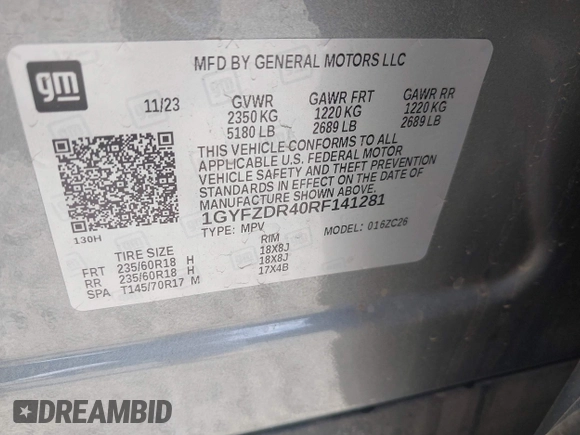 gm
MFD BY GENERAL MOTORS LLC
11/23 GVWR GAWR FRT GAWR RR
2350 KG 1220 KG 1220 KG
5180 LB 2689 LB 2689 LB
THIS VEHICLE CONFORMS TO ALL
APPLICABLE U.S. FEDERAL MOTOR
VEHICLE SAFETY AND THEFT PREVENTION
STANDARDS IN EFFECT ON THE DATE OF
MANUFACTURE SHOWN ABOVE.
1GYFZDR40RF141281
130H TYPE: MPV MODEL: 016ZC26
TIRE SIZE RIM
FRT 235/60R18 H 18X8J
RR 235/60R18 H 18X8J
SPA T145/70R17 M 17X4B
DREAMBID